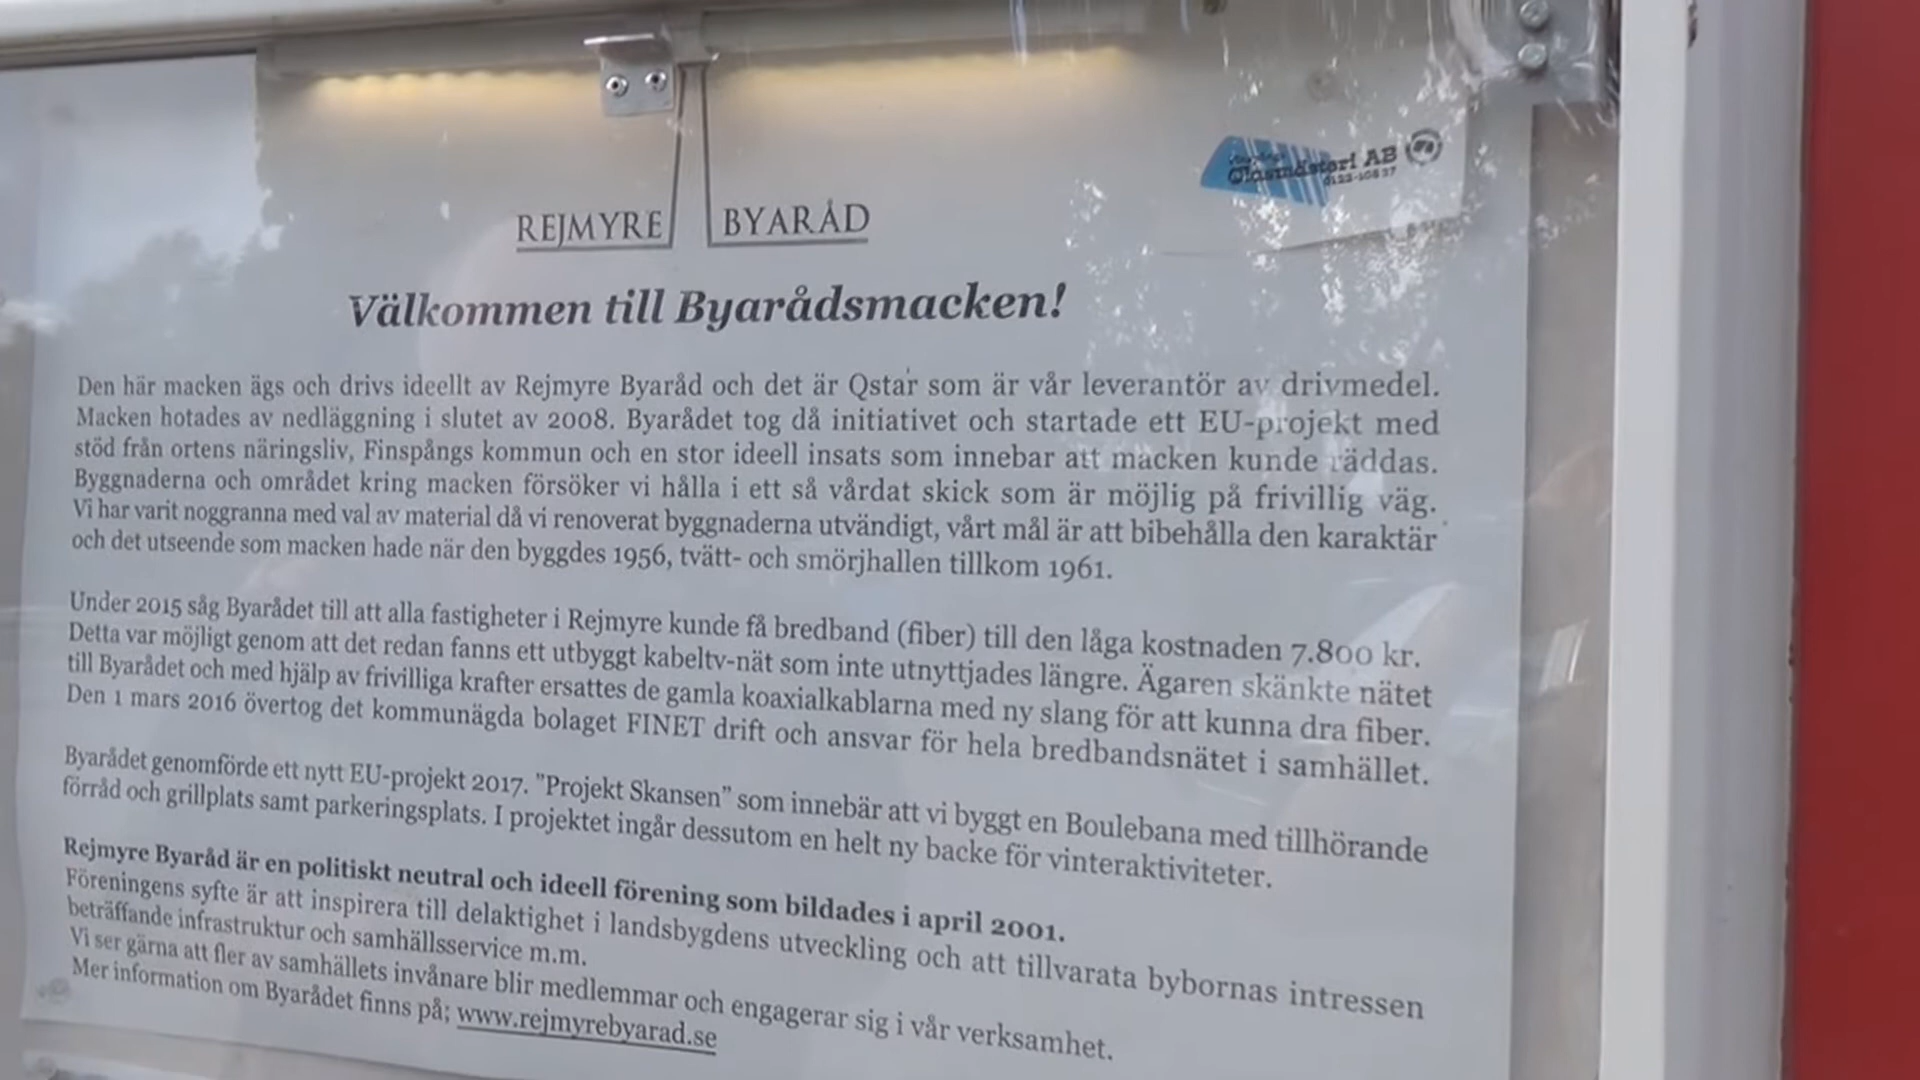 REJMYRE BYARÅD
Glasmästeri AB
Välkommen till Byarådsmacken!
Den här macken ägs och drivs ideellt av Rejmyre Byaråd och det är Qstar som är vår leverantör av drivmedel.
Macken hotades av nedläggning i slutet av 2008. Byarådet tog då initiativet och startade ett EU-projekt med
stöd från ortens näringsliv, Finspångs kommun och en stor ideell insats som innebar att macken kunde räddas.
Byggnaderna och området kring macken försöker vi hålla i ett så vårdat skick som är möjlig på frivillig väg.
Vi har varit noggranna med val av material då vi renoverat byggnaderna utvändigt, vårt mål är att bibehålla den karaktär
och det utseende som macken hade när den byggdes 1956, tvätt- och smörjhallen tillkom 1961.
Under 2015 såg Byarådet till att alla fastigheter i Rejmyre kunde få bredband (fiber) till den låga kostnaden 7.800 kr.
Detta var möjligt genom att det redan fanns ett utbyggt kabeltv-nät som inte utnyttjades längre. Ägaren skänkte nätet
till Byarådet och med hjälp av frivilliga krafter ersattes de gamla koaxialkablarna med ny slang för att kunna dra fiber.
Den 1 mars 2016 övertog det kommunägda bolaget FINET drift och ansvar för hela bredbandsnätet i samhället.
Byarådet genomförde ett nytt EU-projekt 2017. ”Projekt Skansen” som innebär att vi byggt en Boulebana med tillhörande
förråd och grillplats samt parkeringsplats. I projektet ingår dessutom en helt ny backe för vinteraktiviteter.
Rejmyre Byaråd är en politiskt neutral och ideell förening som bildades i april 2001.
Föreningens syfte är att inspirera till delaktighet i landsbygdens utveckling och att tillvarata bybornas intressen
beträffande infrastruktur och samhällsservice m.m.
Vi ser gärna att fler av samhällets invånare blir medlemmar och engagerar sig i vår verksamhet.
Mer information om Byarådet finns på; www.rejmyrebyarad.se